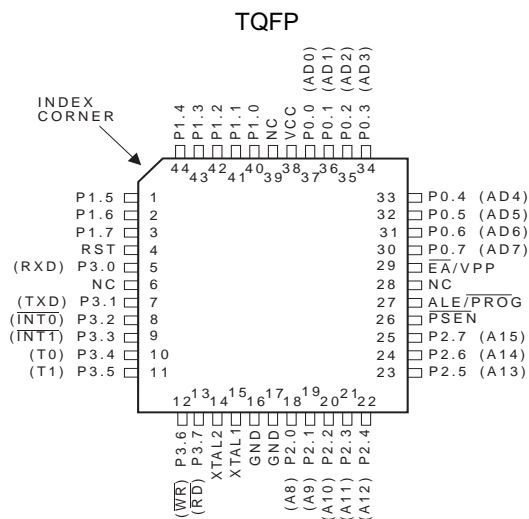 TQFP
INDEX
CORNER
P1.4
P1.3
P1.2
P1.1
P1.0
NC
VCC
P0.0 (AD0)
P0.1 (AD1)
P0.2 (AD2)
P0.3 (AD3)
44
43
42
41
40
39
38
37
36
35
34
P1.5 1
P1.6 2
P1.7 3
RST 4
(RXD) P3.0 5
NC 6
(TXD) P3.1 7
(INT0) P3.2 8
(INT1) P3.3 9
(T0) P3.4 10
(T1) P3.5 11
33 P0.4 (AD4)
32 P0.5 (AD5)
31 P0.6 (AD6)
30 P0.7 (AD7)
29 EA/VPP
28 NC
27 ALE/PROG
26 PSEN
25 P2.7 (A15)
24 P2.6 (A14)
23 P2.5 (A13)
12
13
14
15
16
17
18
19
20
21
22
(WR) P3.6
(RD) P3.7
XTAL2
XTAL1
GND
GND
(A8) P2.0
(A9) P2.1
(A10) P2.2
(A11) P2.3
(A12) P2.4